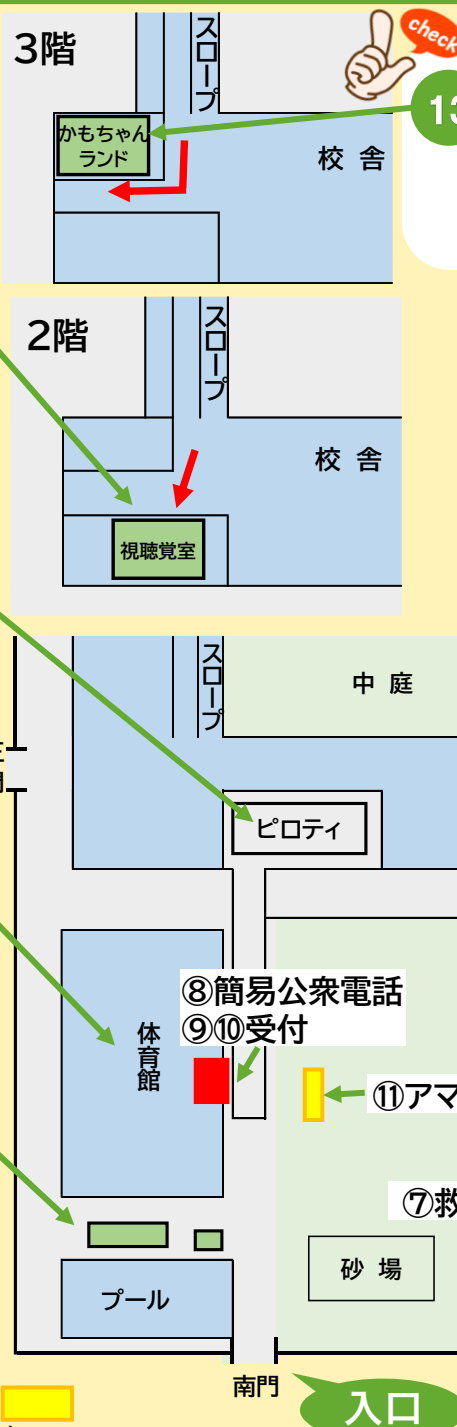 3階
スロープ
check
13
かもちゃん
ランド
校 舎
2階
スロープ
校 舎
視聴覚室
スロープ
中 庭
ピロティ
⑧簡易公衆電話
⑨⑩受付
体育館
⑪アマ
⑦救
砂 場
プール
南門
入口